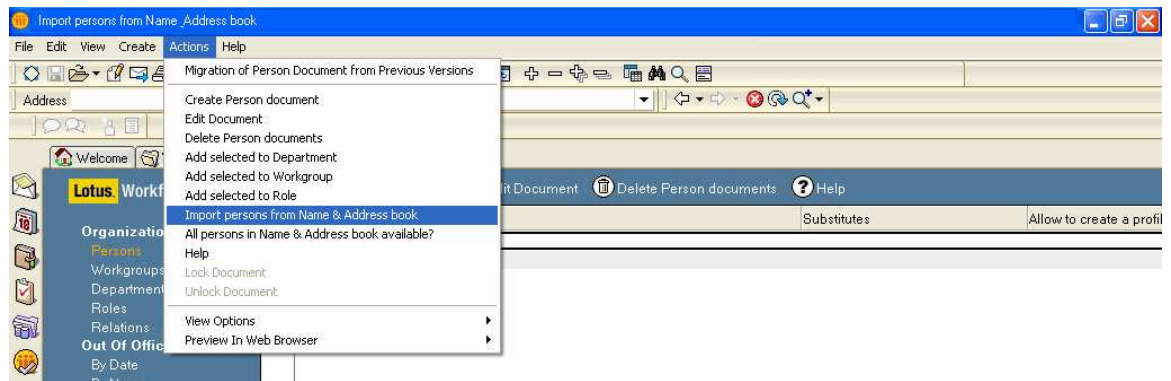 Import persons from Name _Address book
File Edit View Create Actions Help
Migration of Person Document from Previous Versions
Address
Create Person document
Edit Document
Delete Person documents
Add selected to Department
Welcome
Add selected to Workgroup
Lotus. Workf it Document Delete Person documents ? Help
Add selected to Role
Import persons from Name & Address book
Substitutes Allow to create a profil
Organizatio
All persons in Name & Address book available?
Persons
Help
Workgroups
Lock Document
Department
Unlock Document
Roles
Relations
View Options
Out Of Offic
Preview In Web Browser
By Date